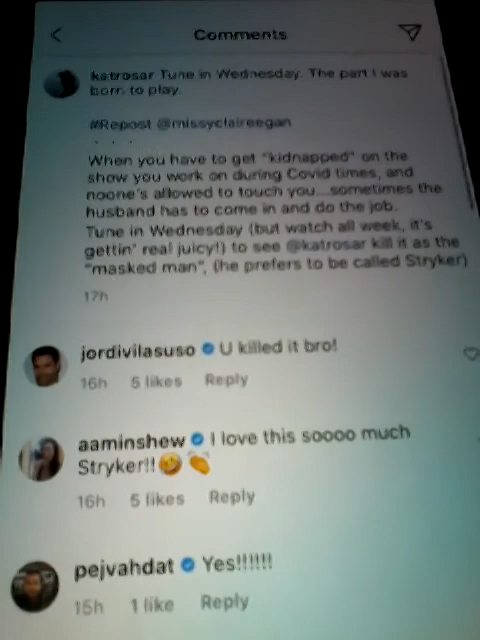 Comments
katrosar Tune in Wednesday. The part I was
born to play.
#Repost @missyclaireegan
. . .
When you have to get "kidnapped" on the
show you work on during Covid times, and
noone's allowed to touch you....sometimes the
husband has to come in and do the job.
Tune in Wednesday (but watch all week, it's
gettin' real juicy!) to see @katrosar kill it as the
"masked man", (he prefers to be called Stryker)
17h
jordivilasuso U killed it bro!
16h 5 likes Reply
aaminshew I love this soooo much
Stryker!! 🤣 👏
16h 5 likes Reply
pejvahdat Yes!!!!!!
15h 1 like Reply